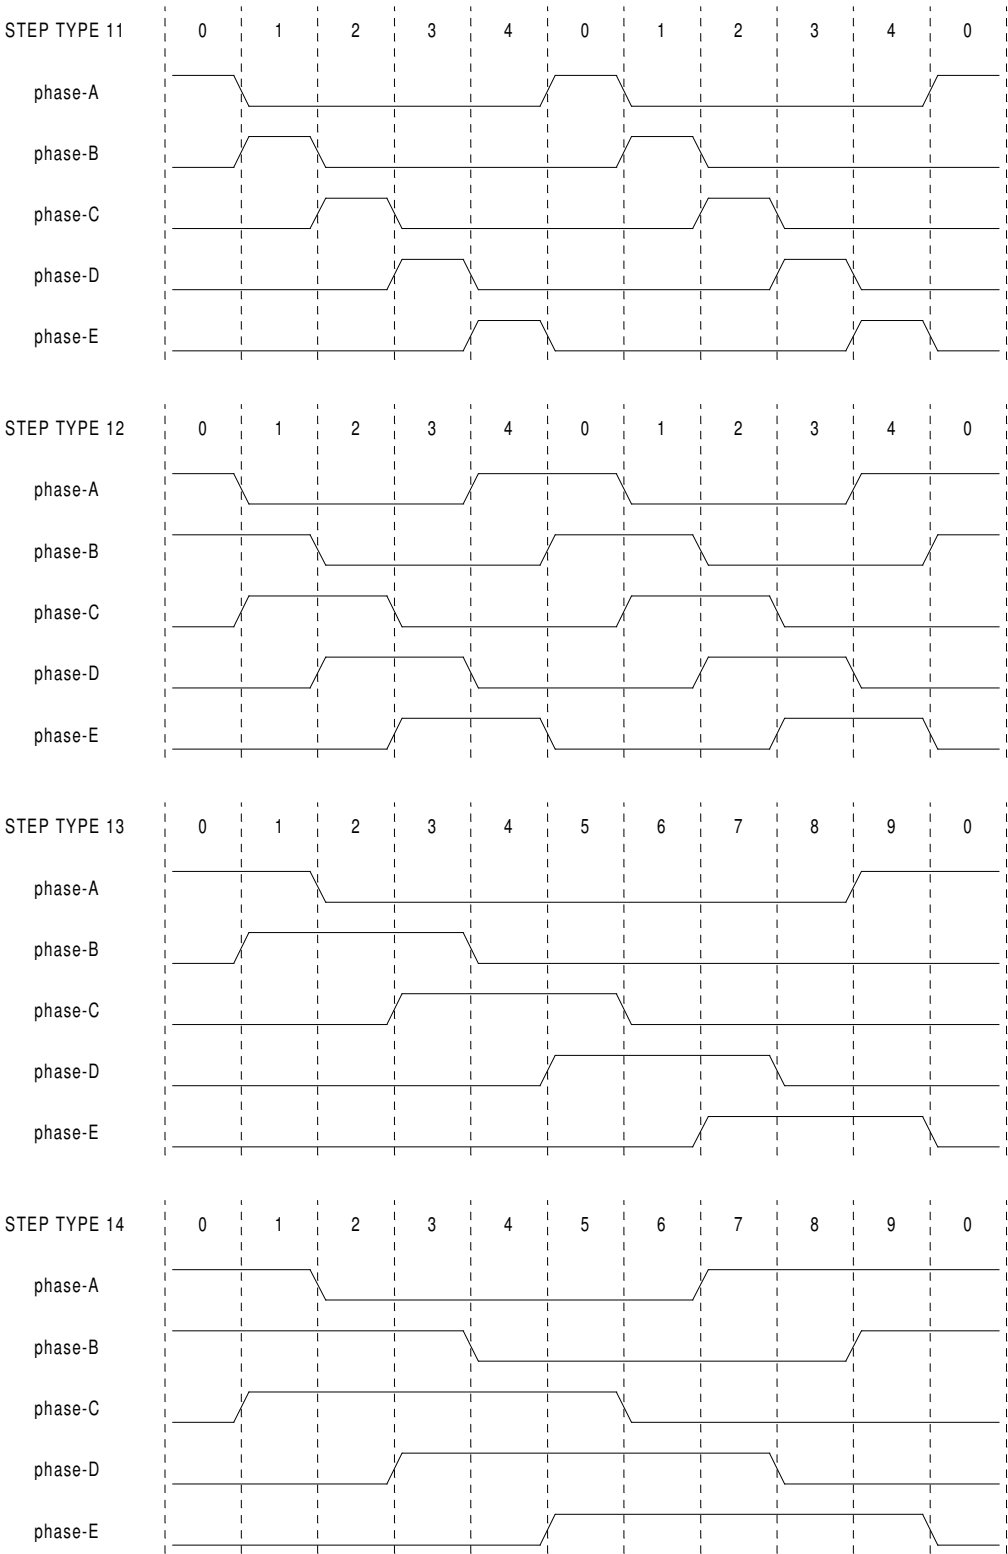 STEP TYPE 11 0 1 2 3 4 0 1 2 3 4 0
phase-A
phase-B
phase-C
phase-D
phase-E
STEP TYPE 12 0 1 2 3 4 0 1 2 3 4 0
phase-A
phase-B
phase-C
phase-D
phase-E
STEP TYPE 13 0 1 2 3 4 5 6 7 8 9 0
phase-A
phase-B
phase-C
phase-D
phase-E
STEP TYPE 14 0 1 2 3 4 5 6 7 8 9 0
phase-A
phase-B
phase-C
phase-D
phase-E